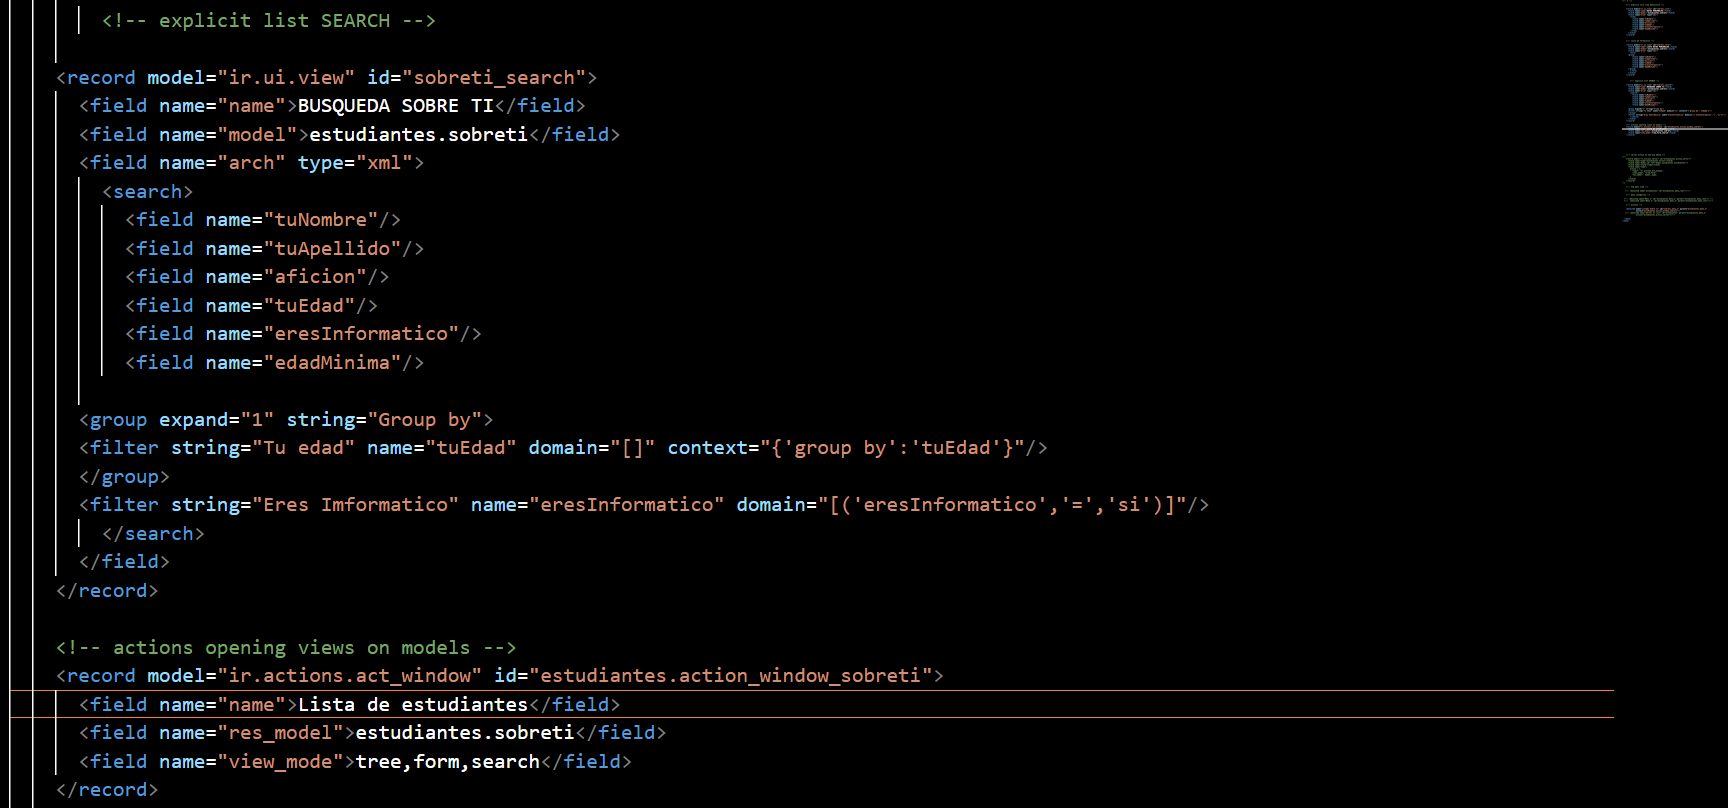 <!-- explicit list SEARCH -->
<record model="ir.ui.view" id="sobreti_search">
<field name="name">BUSQUEDA SOBRE TI</field>
<field name="model">estudiantes.sobreti</field>
<field name="arch" type="xml">
<search>
<field name="tuNombre"/>
<field name="tuApellido"/>
<field name="aficion"/>
<field name="tuEdad"/>
<field name="eresInformatico"/>
<field name="edadMinima"/>
<group expand="1" string="Group by">
<filter string="Tu edad" name="tuEdad" domain="[]" context="{'group by':'tuEdad'}"/>
</group>
<filter string="Eres Imformatico" name="eresInformatico" domain="[('eresInformatico','=','si')]"/>
</search>
</field>
</record>
<!-- actions opening views on models -->
<record model="ir.actions.act_window" id="estudiantes.action_window_sobreti">
<field name="name">Lista de estudiantes</field>
<field name="res_model">estudiantes.sobreti</field>
<field name="view_mode">tree,form,search</field>
</record>